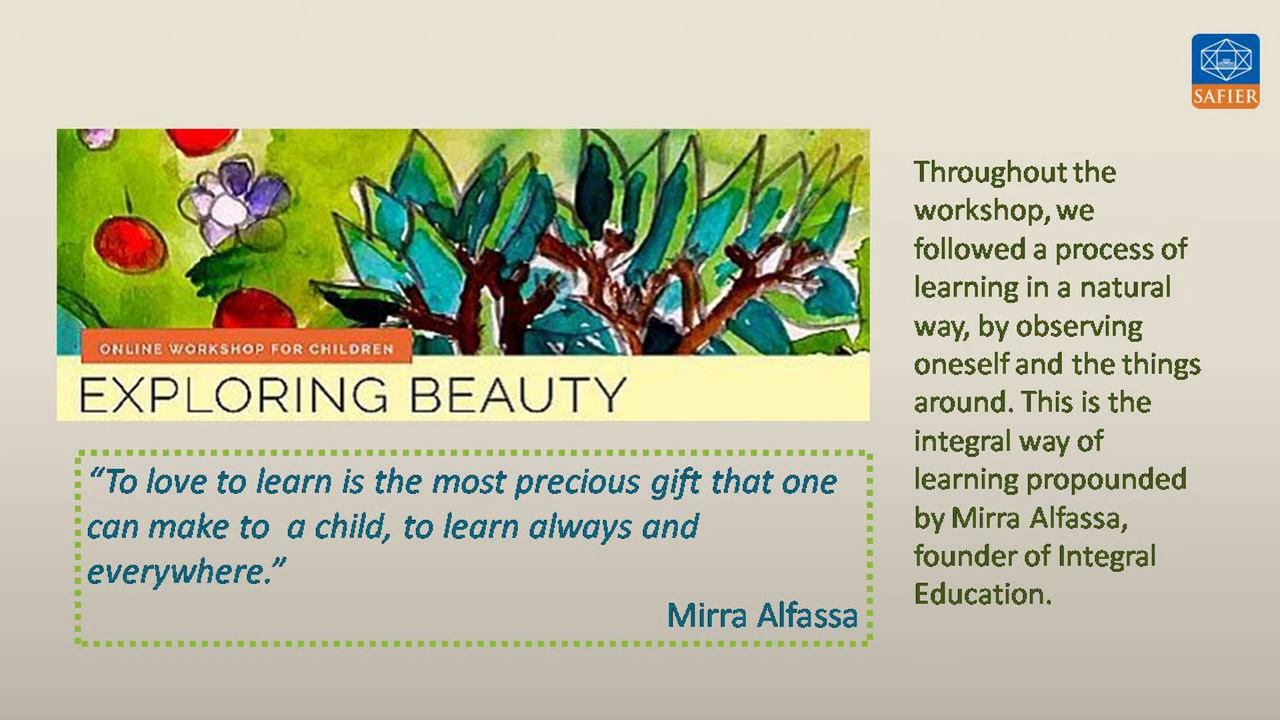 SAFIER
ONLINE WORKSHOP FOR CHILDREN
EXPLORING BEAUTY
“To love to learn is the most precious gift that one
can make to a child, to learn always and
everywhere.”
Mirra Alfassa
Throughout the
workshop, we
followed a process of
learning in a natural
way, by observing
oneself and the things
around. This is the
integral way of
learning propounded
by Mirra Alfassa,
founder of Integral
Education.